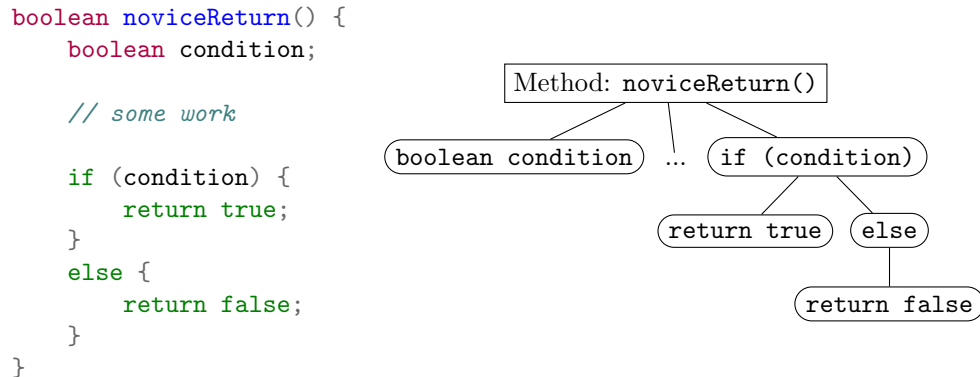 boolean noviceReturn() {
    boolean condition;
    // some work
    if (condition) {
        return true;
    }
    else {
        return false;
    }
}
Method: noviceReturn()
boolean condition ... if (condition)
return true else
return false